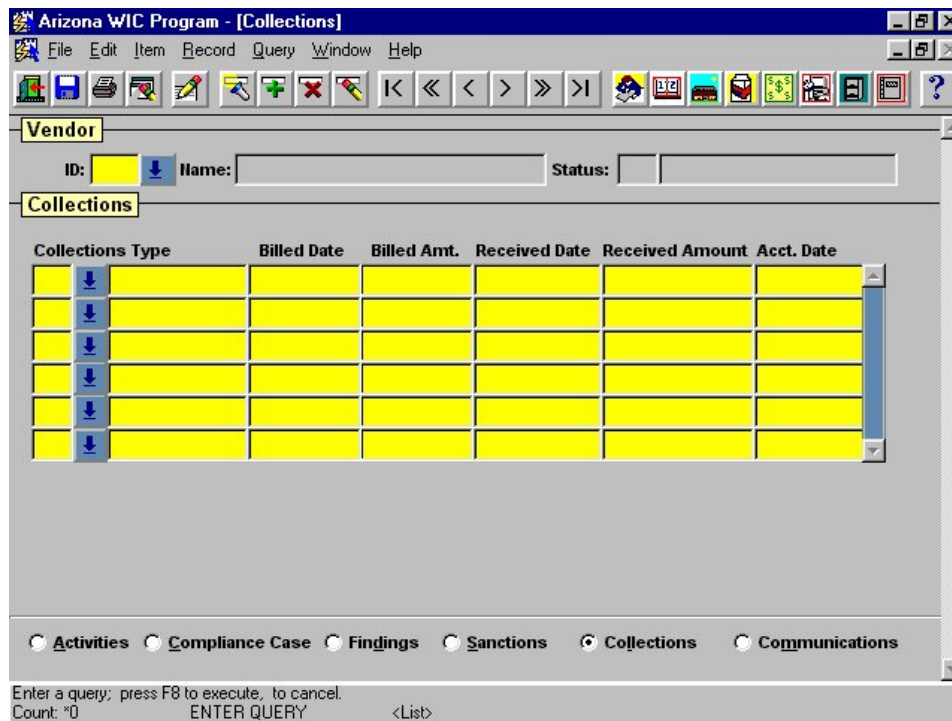 Arizona WIC Program - [Collections]
File Edit Item Record Query Window Help
Vendor
ID: Name: Status:
Collections
Collections Type Billed Date Billed Amt. Received Date Received Amount Acct. Date
Activities Compliance Case Findings Sanctions Collections Communications
Enter a query; press F8 to execute, to cancel.
Count: *0 ENTER QUERY <List>